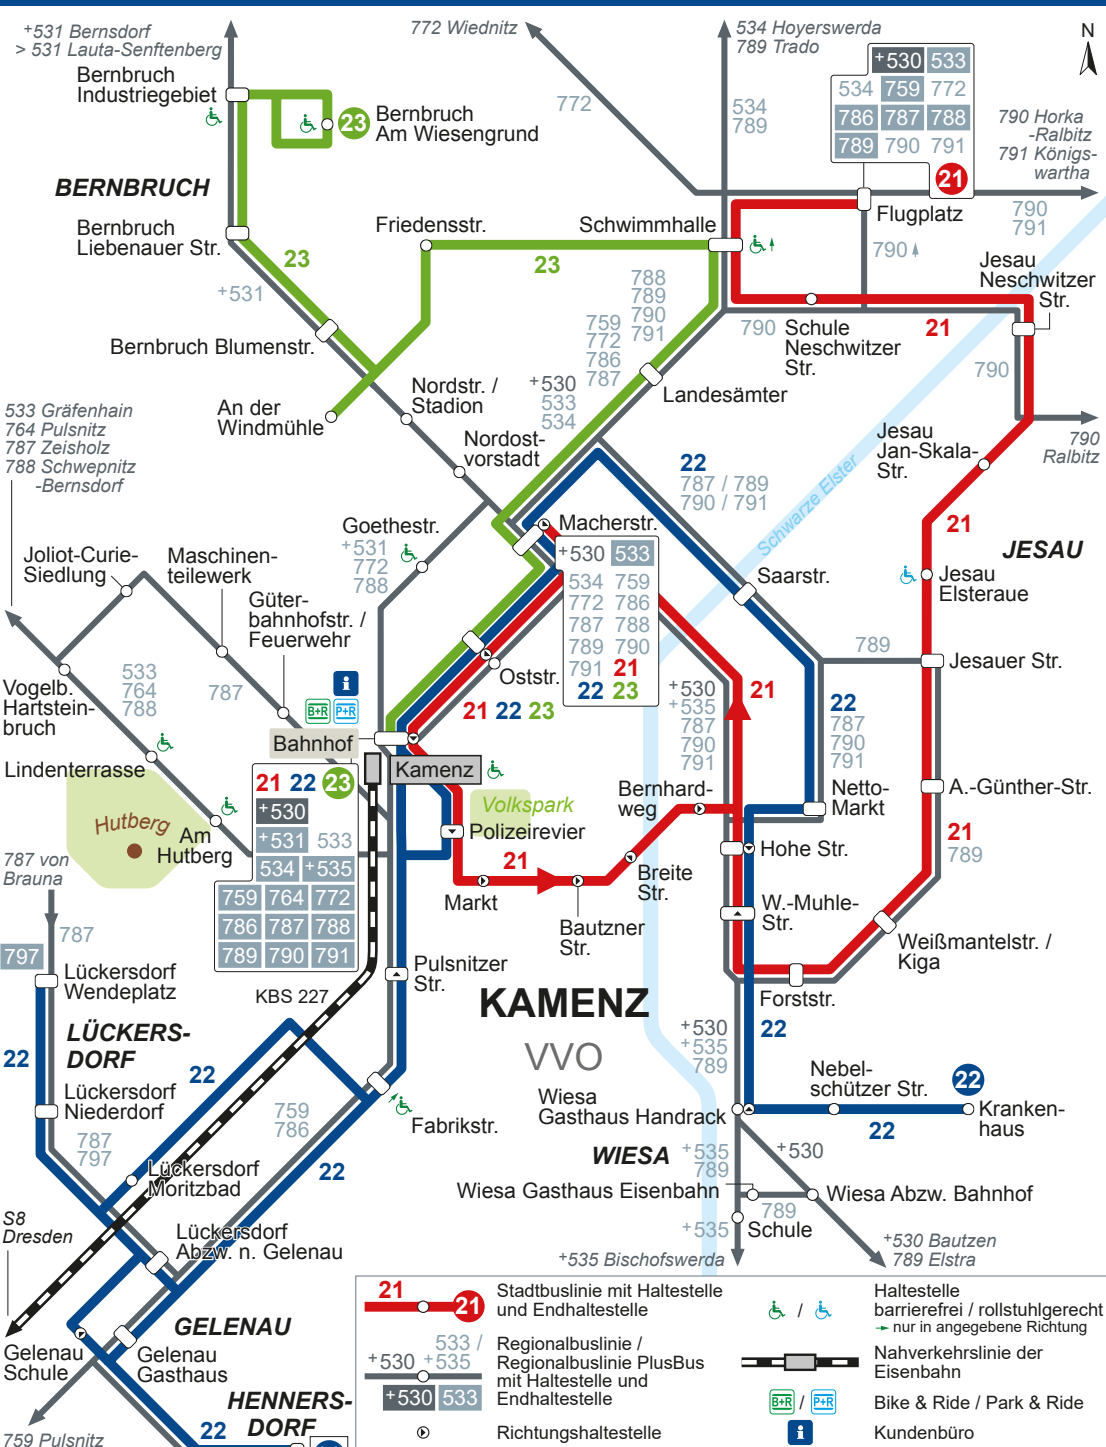 +531 Bernsdorf
> 531 Lauta-Senftenberg
772 Wiednitz
534 Hoyerswerda
789 Trado
N
Bernbruch
Industriegebiet
23
Bernbruch
Am Wiesengrund
772
534
789
+530 533
534 759 772
786 787 788
789 790 791
21
790 Horka
-Ralbitz
791 Königs-
wartha
BERNBRUCH
Bernbruch
Liebenauer Str.
23
+531
Friedensstr.
23
Schwimmhalle
Flugplatz
790
790
791
Jesau
Neschwitzer
Str.
788
789
790
791
759
772
786
787
+530
533
534
790
Schule
Neschwitzer
Str.
21
790
Bernbruch Blumenstr.
Landesämter
An der
Windmühle
Nordstr. /
Stadion
Nordost-
vorstadt
533 Gräfenhain
764 Pulsnitz
787 Zeisholz
788 Schwepnitz
-Bernsdorf
790
Ralbitz
Jesau
Jan-Skala-
Str.
22
787 / 789
790 / 791
Schwarze Elster
21
JESAU
Goethestr.
+531
772
788
Macherstr.
+530 533
534 759
772 786
787 788
789 790
791 21
22 23
Joliot-Curie-
Siedlung
Maschinen-
teilewerk
Güter-
bahnhofstr. /
Feuerwehr
Saarstr.
Jesau
Elsteraue
789
Jesauer Str.
Vogelb.
Hartstein-
bruch
533
764
788
787
i
B+R P+R
Oststr.
21 22 23
+530
+535
787
790
791
21
22
787
790
791
Bahnhof
Kamenz
Lindenterrasse
21 22 23
+530
+531 533
534 +535
759 764 772
786 787 788
789 790 791
Volkspark
Polizeirevier
Bernhard-
weg
Netto-
Markt
A.-Günther-Str.
Hutberg
Am
Hutberg
21
789
Hohe Str.
21
Breite
Str.
787 von
Brauna
Markt
Bautzner
Str.
W.-Muhle-
Str.
Weißmantelstr. /
Kiga
787
797
Lückersdorf
Wendeplatz
Pulsnitzer
Str.
KBS 227
KAMENZ
VVO
Forststr.
+530
+535
789
22
LÜCKERS-
DORF
22
22
Nebel-
schützer Str.
22
Kranken-
haus
22
Lückersdorf
Niederdorf
759
786
Fabrikstr.
Wiesa
Gasthaus Handrack
787
797
22
Lückersdorf
Moritzbad
WIESA
+535
789
+530
Wiesa Gasthaus Eisenbahn
Wiesa Abzw. Bahnhof
789
+535
Schule
S8
Dresden
Lückersdorf
Abzw. n. Gelenau
+530 Bautzen
789 Elstra
+535 Bischofswerda
GELENAU
Gelenau
Schule
Gelenau
Gasthaus
HENNERS-
DORF
22
759 Pulsnitz
21
21
Stadtbuslinie mit Haltestelle
und Endhaltestelle
533 /
+530 +535
+530 533
Regionalbuslinie /
Regionalbuslinie PlusBus
mit Haltestelle und
Endhaltestelle
Richtungshaltestelle
/
Haltestelle
barrierefrei / rollstuhlgerecht
nur in angegebene Richtung
Nahverkehrslinie der
Eisenbahn
B+R / P+R
Bike & Ride / Park & Ride
i
Kundenbüro